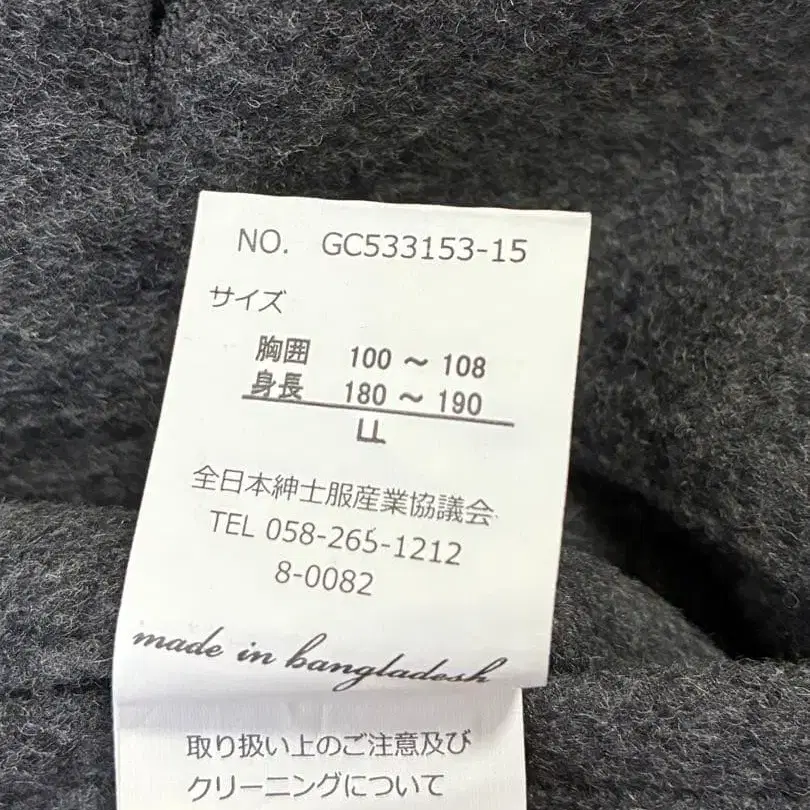 NO. GC533153-15
サイズ
胸囲 100 ~ 108
身長 180 ~ 190
LL
全日本紳士服産業協議会
TEL 058-265-1212
8-0082
made in bangladesh
取り扱い上のご注意及び
クリーニングについて